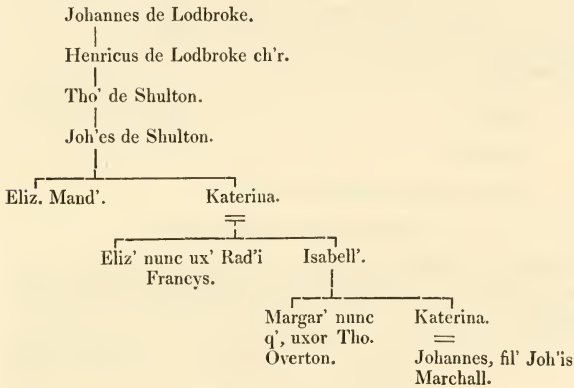 Johannes de Lodbroke.
Henricus de Lodbroke ch'r.
Tho' de Shulton.
Joh'es de Shulton.
Eliz. Mand'.
Katerina.
Eliz' nunc ux' Rad'i
Francys.
Isabell'.
Margar' nunc
q', uxor Tho.
Overton.
Katerina.
Johannes, fil' Joh'is
Marchall.